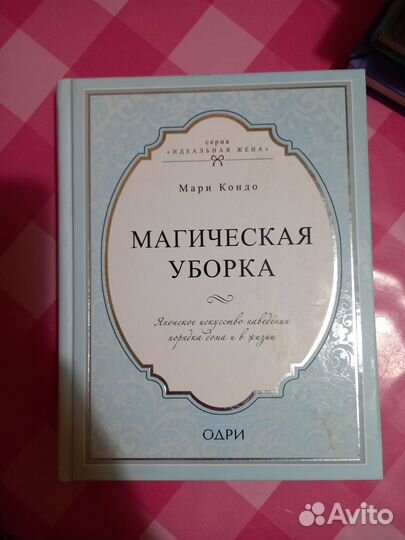 серия
«ИДЕАЛЬНАЯ ЖЕНА»
Мари Кондо
МАГИЧЕСКАЯ
УБОРКА
Японское искусство наведения
порядка дома и в жизни
ОДРИ
Avito